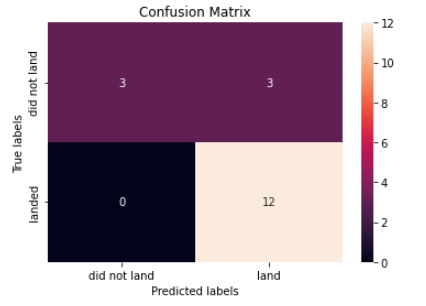 Confusion Matrix
did not land
landed
True labels
3
3
0
12
did not land
land
Predicted labels
12
10
8
6
4
2
0